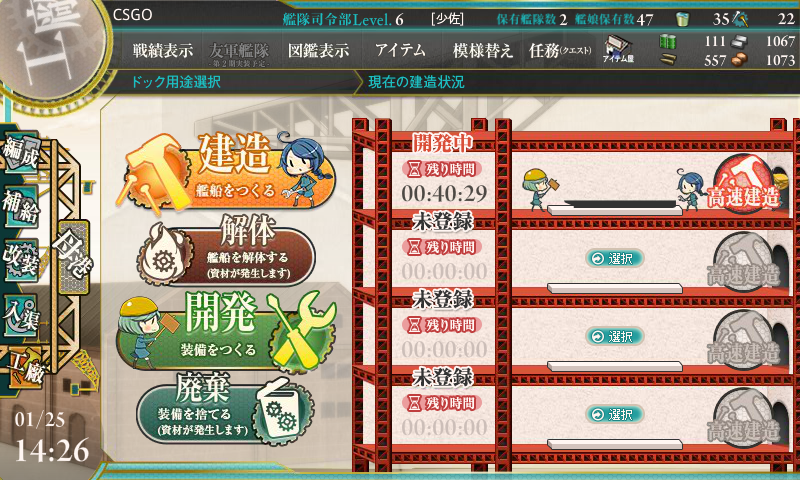 CSGO
艦隊司令部Level. 6
[少佐]
保有艦隊数 2
艦娘保有数 47
35
22
戦績表示
友軍艦隊
第2期実装予定
図鑑表示
アイテム
模様替え
任務(クエスト)
アイテム屋
111
1067
557
1073
ドック用途選択
現在の建造状況
工
編成
補給
改装
入渠
工廠
母港
01/25
14:26
建造
艦船をつくる
解体
艦船を解体する
(資材が発生します)
開発
装備をつくる
廃棄
装備を捨てる
(資材が発生します)
開発中
残り時間
00:40:29
高速建造
未登録
残り時間
00:00:00
選択
高速建造
未登録
残り時間
00:00:00
選択
高速建造
未登録
残り時間
00:00:00
選択
高速建造